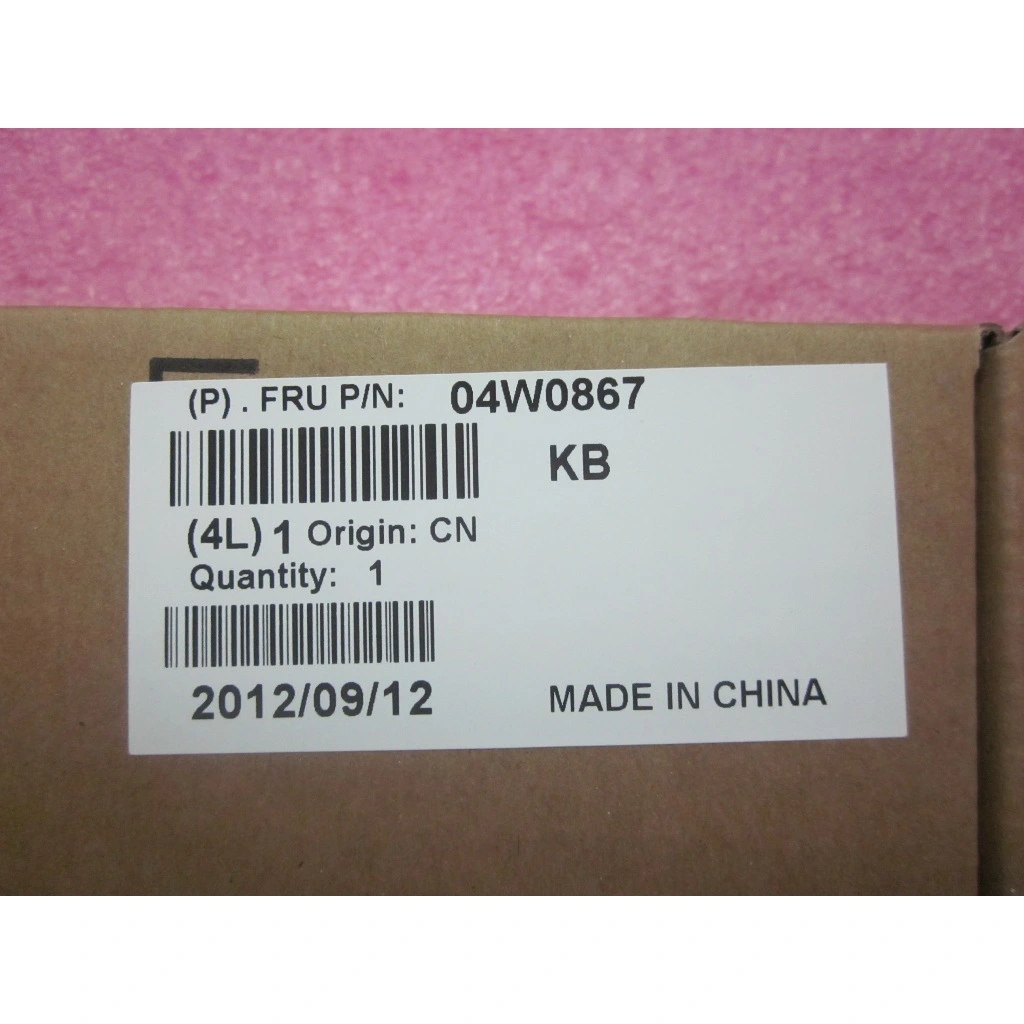 (P) . FRU P/N: 04W0867
KB
(4L) 1 Origin: CN
Quantity: 1
2012/09/12 MADE IN CHINA